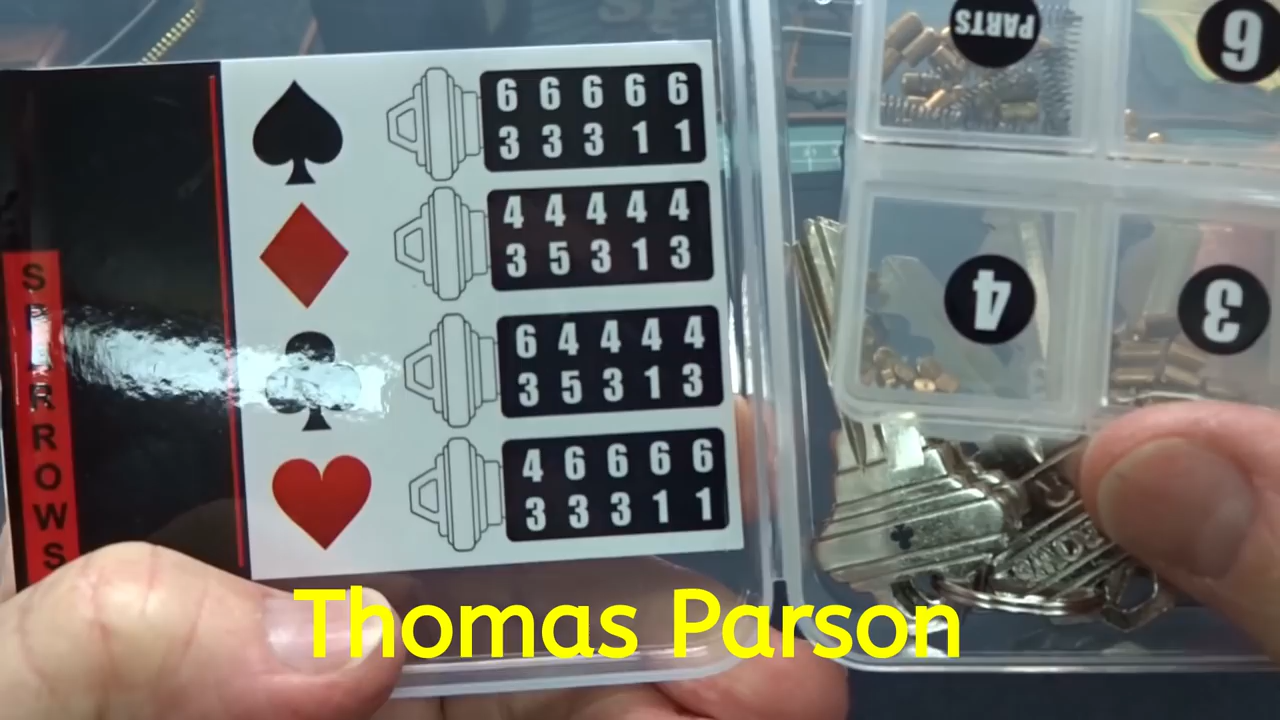 SPARROWS
6 6 6 6 6
3 3 3 1 1
4 4 4 4 4
3 5 3 1 3
6 4 4 4 4
3 5 3 1 3
4 6 6 6 6
3 3 3 1 1
PARTS
6
4
3
Thomas Parson